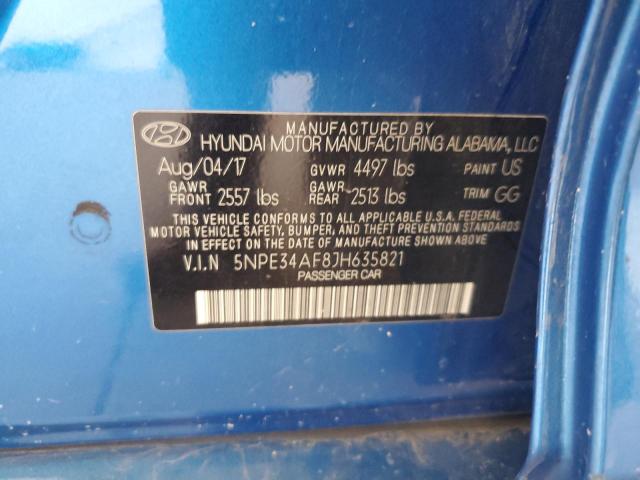 MANUFACTURED BY
HYUNDAI MOTOR MANUFACTURING ALABAMA, LLC
Aug/04/17 GVWR 4497 lbs PAINT US
GAWR FRONT 2557 lbs GAWR REAR 2513 lbs TRIM GG
THIS VEHICLE CONFORMS TO ALL APPLICABLE U.S.A. FEDERAL
MOTOR VEHICLE SAFETY, BUMPER, AND THEFT PREVENTION
STANDARDS IN EFFECT ON THE DATE OF MANUFACTURE
SHOWN ABOVE.
V.I.N 5NPE34AF8JH635821
PASSENGER CAR